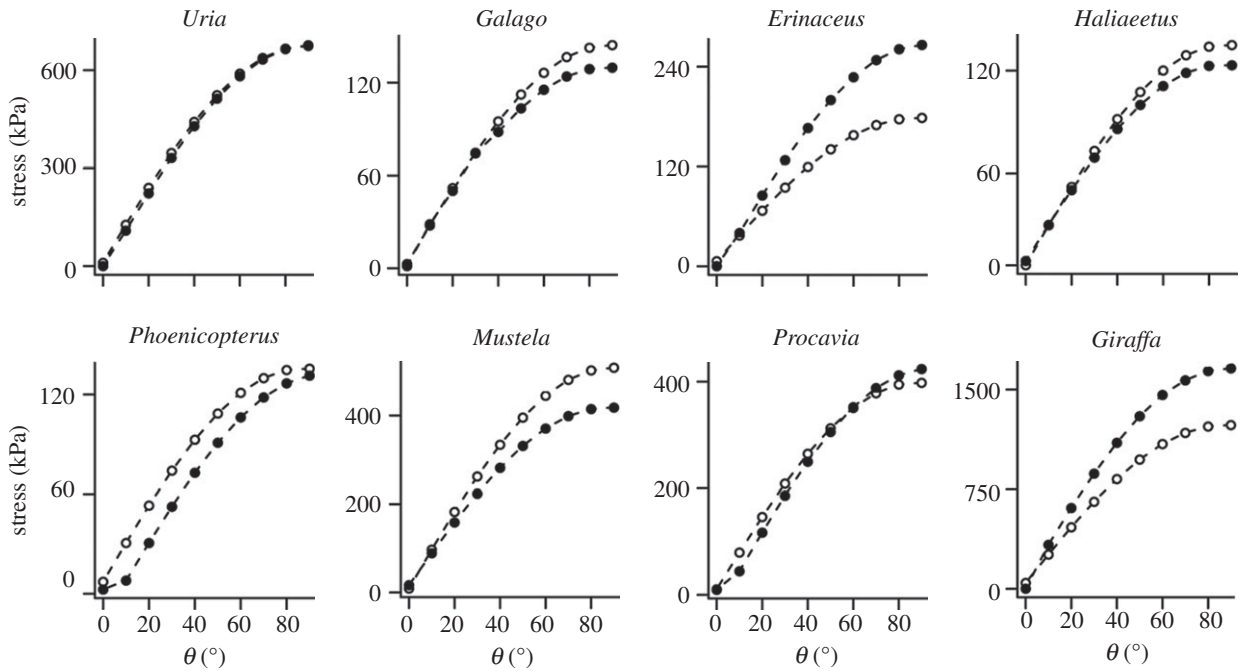 Uria
Galago
Erinaceus
Haliaeetus
stress (kPa)
600
300
0
120
60
0
240
120
0
120
60
0
Phoenicopterus
Mustela
Procavia
Giraffa
stress (kPa)
120
60
0
400
200
0
400
200
0
1500
750
0
0 20 40 60 80
0 20 40 60 80
0 20 40 60 80
0 20 40 60 80
θ (°)
θ (°)
θ (°)
θ (°)